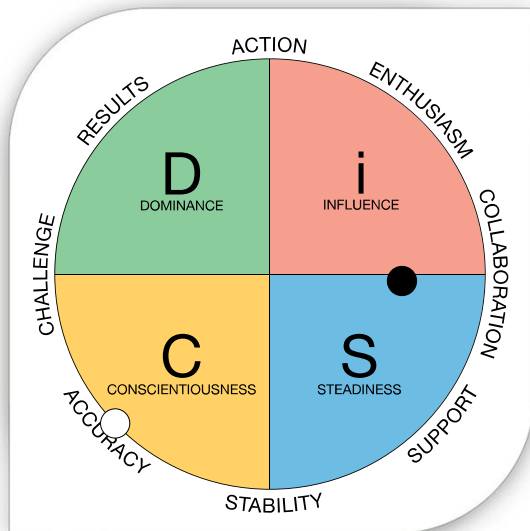 ACTION
ENTHUSIASM
RESULTS
D
DOMINANCE
i
INFLUENCE
COLLABORATION
CHALLENGE
C
CONSCIENTIOUSNESS
S
STEADINESS
ACCURACY
SUPPORT
STABILITY